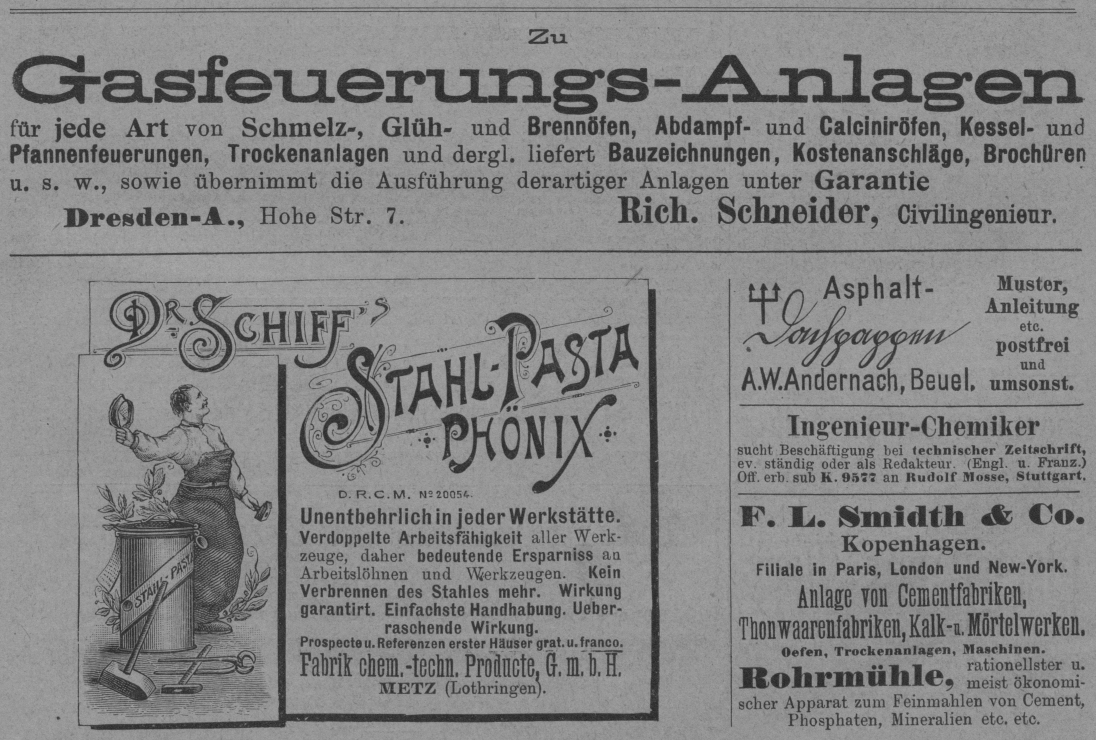 Zu
Gasfeuerungs-Anlagen
für jede Art von Schmelz-, Glüh- und Brennöfen, Abdampf- und Calciniröfen, Kessel- und
Pfannenfeuerungen, Trockenanlagen und dergl. liefert Bauzeichnungen, Kostenanschläge, Brochüren
u. s. w., sowie übernimmt die Ausführung derartiger Anlagen unter Garantie
Dresden-A., Hohe Str. 7. Rich. Schneider, Civilingenieur.
DR. SCHIFF'S
STAHL-PASTA
PHÖNIX
STAHL-PASTA
D. R. C. M. No 20054.
Unentbehrlich in jeder Werkstätte.
Verdoppelte Arbeitsfähigkeit aller Werk-
zeuge, daher bedeutende Ersparniss an
Arbeitslöhnen und Werkzeugen. Kein
Verbrennen des Stahles mehr. Wirkung
garantirt. Einfachste Handhabung. Ueber-
raschende Wirkung.
Prospecte u. Referenzen erster Häuser grat. u. franco.
Fabrik chem.-techn. Producte, G. m. b. H.
METZ (Lothringen).
Asphalt-
Dachpappen
A.W. Andernach, Beuel.
Muster,
Anleitung
etc.
postfrei
und
umsonst.
Ingenieur-Chemiker
sucht Beschäftigung bei technischer Zeitschrift,
ev. ständig oder als Redakteur. (Engl. u. Franz.)
Off. erb. sub K. 9577 an Rudolf Mosse, Stuttgart.
F. L. Smidth & Co.
Kopenhagen.
Filiale in Paris, London und New-York.
Anlage von Cementfabriken,
Thonwaarenfabriken, Kalk- u. Mörtelwerken.
Oefen, Trockenanlagen, Maschinen.
Rohrmühle, rationellster u.
meist ökonomi-
scher Apparat zum Feinmahlen von Cement,
Phosphaten, Mineralien etc. etc.